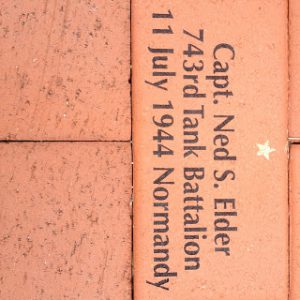 Capt. Ned S. Elder
743rd Tank Battalion
11 July 1944 Normandy